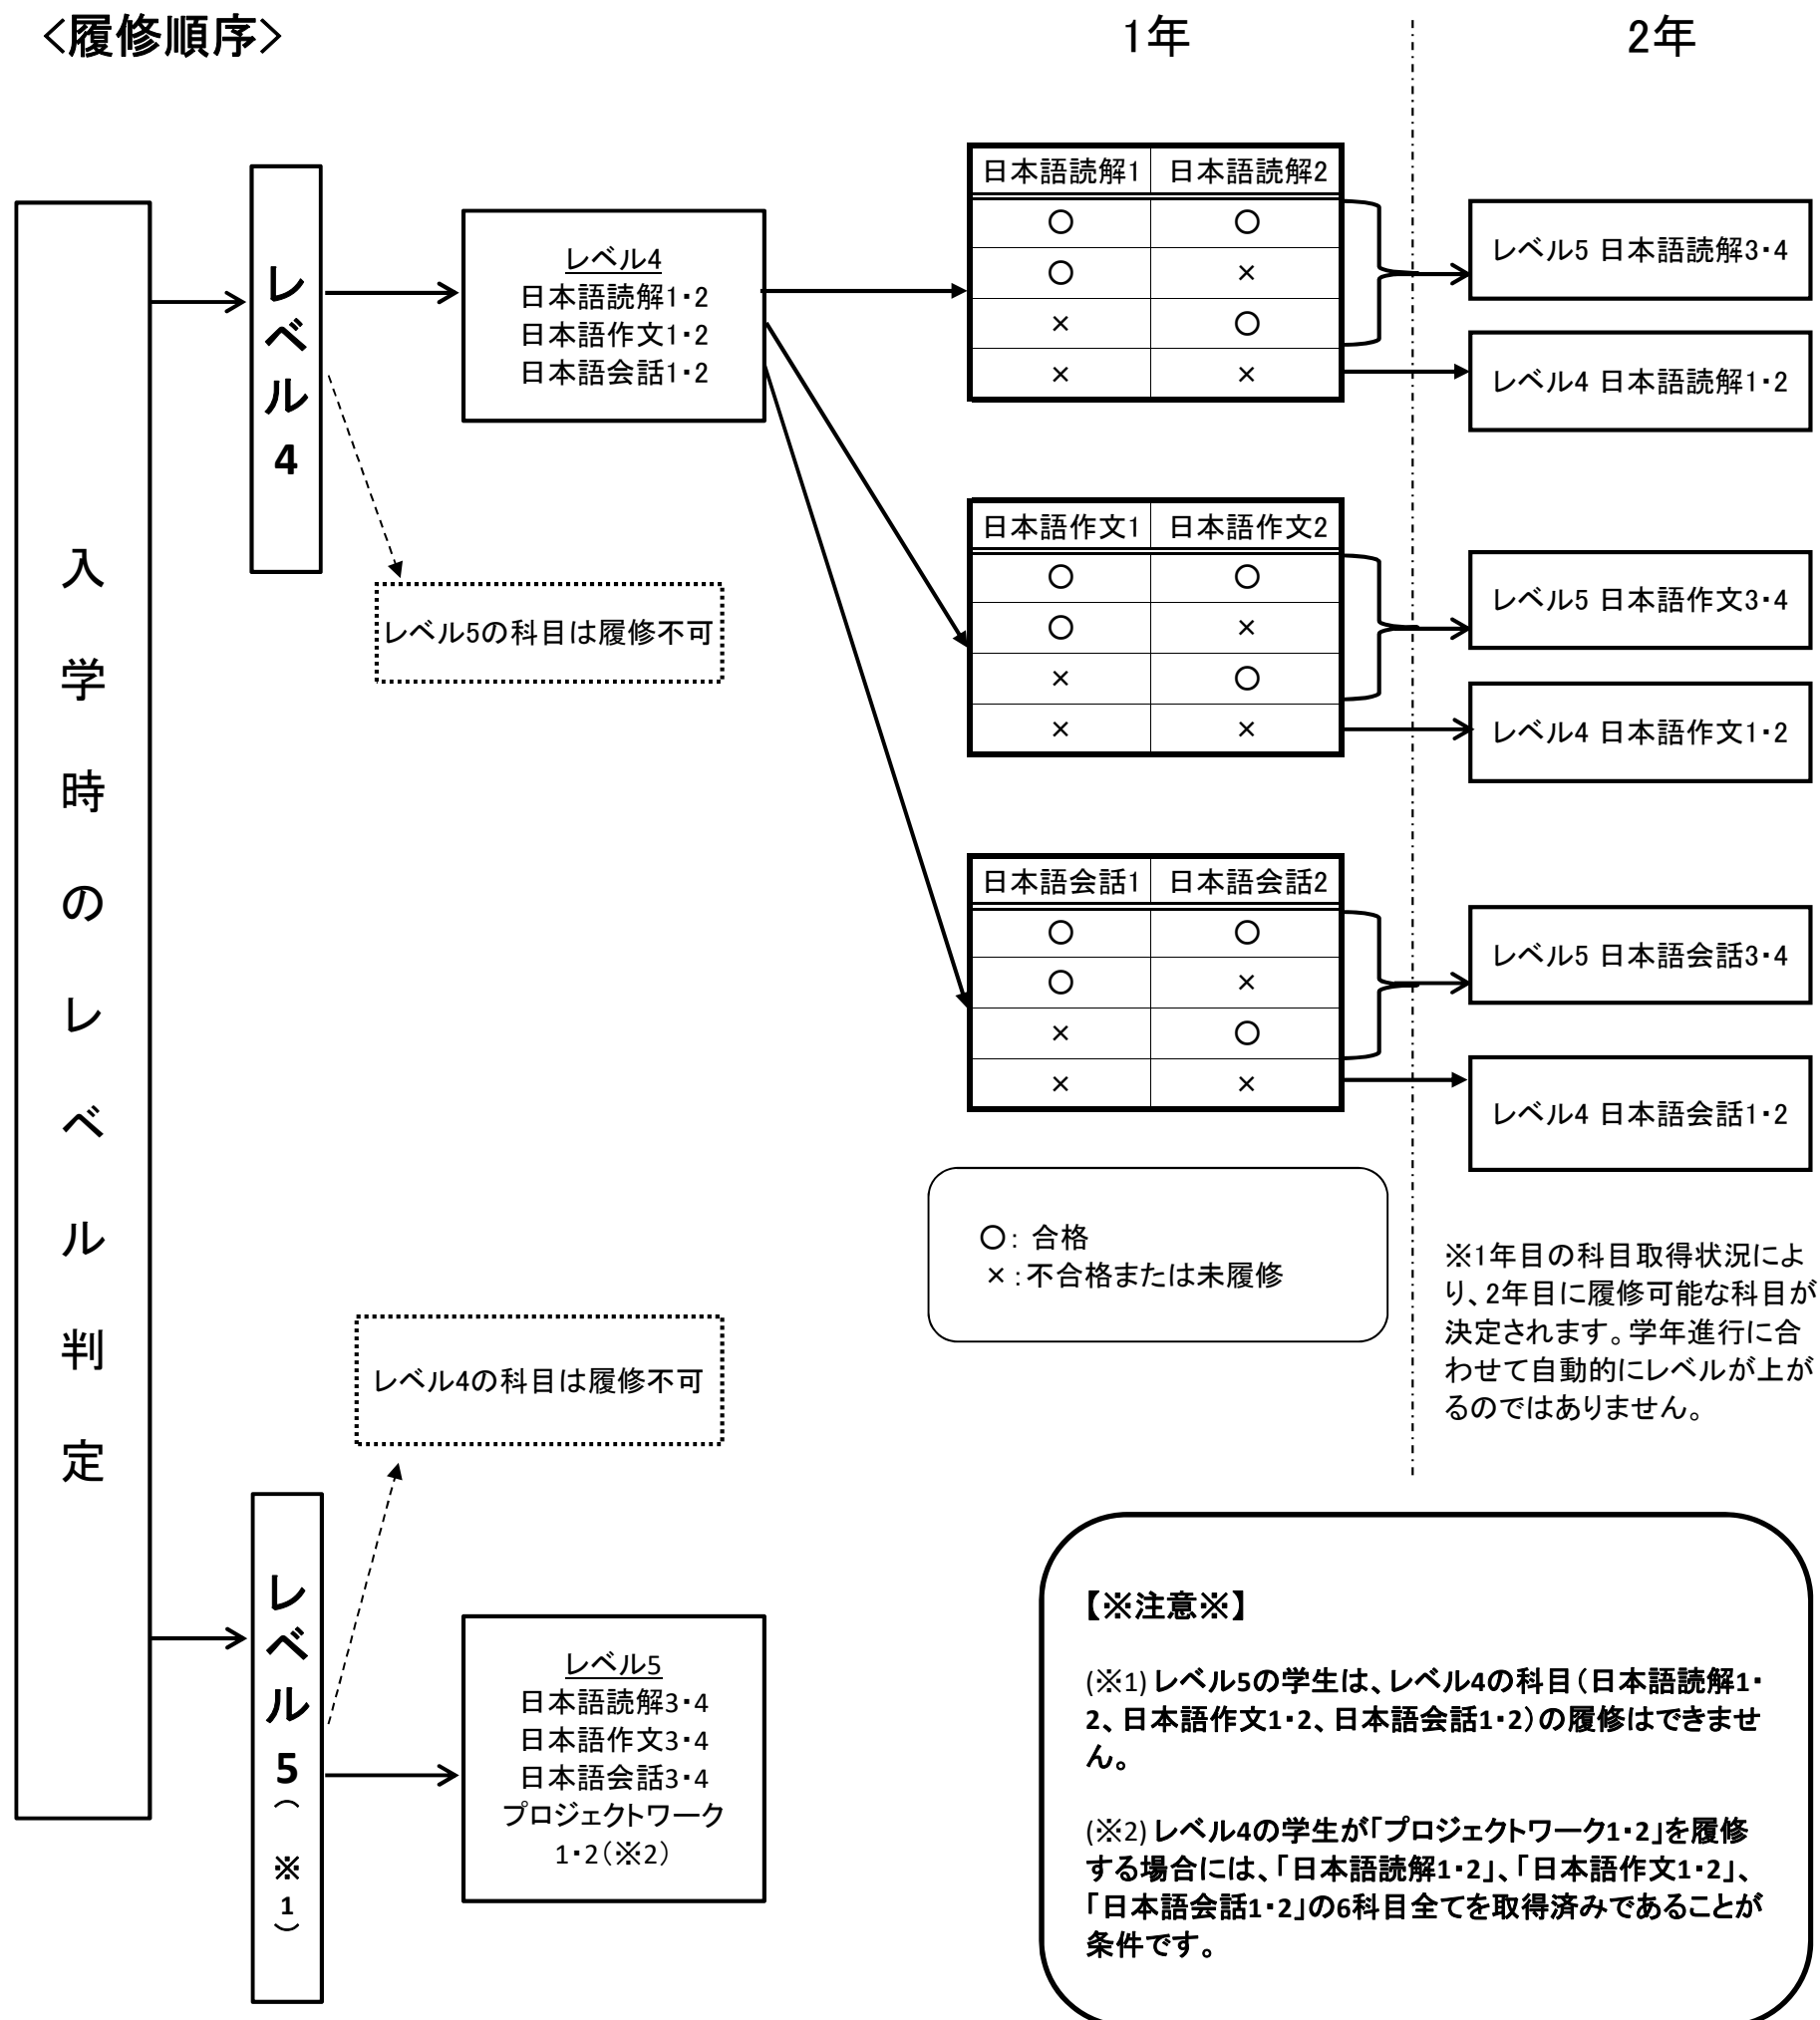 <履修順序>
1年
2年
入学時のレベル判定
レベル4
レベル4
日本語読解1・2
日本語作文1・2
日本語会話1・2
レベル5の科目は履修不可
日本語読解1 日本語読解2
○ ○
○ ×
× ○
× ×
レベル5 日本語読解3・4
レベル4 日本語読解1・2
日本語作文1 日本語作文2
○ ○
○ ×
× ○
× ×
レベル5 日本語作文3・4
レベル4 日本語作文1・2
日本語会話1 日本語会話2
○ ○
○ ×
× ○
× ×
レベル5 日本語会話3・4
レベル4 日本語会話1・2
○: 合格
×:不合格または未履修
※1年目の科目取得状況によ
り、2年目に履修可能な科目が
決定されます。学年進行に合
わせて自動的にレベルが上が
るのではありません。
レベル4の科目は履修不可
レベル5(※1)
レベル5
日本語読解3・4
日本語作文3・4
日本語会話3・4
プロジェクトワーク
1・2(※2)
【※注意※】
(※1) レベル5の学生は、レベル4の科目(日本語読解1・
2、日本語作文1・2、日本語会話1・2)の履修はできませ
ん。
(※2) レベル4の学生が「プロジェクトワーク1・2」を履修
する場合には、「日本語読解1・2」、「日本語作文1・2」、
「日本語会話1・2」の6科目全てを取得済みであることが
条件です。